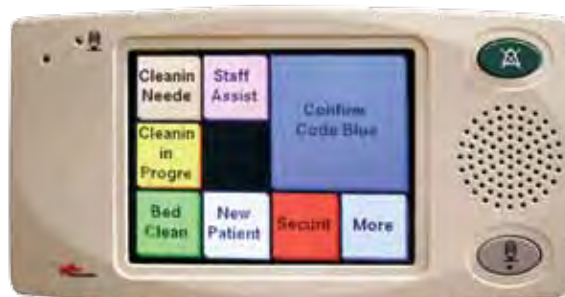 Cleanin
Neede
Staff
Assist
Confirm
Code Blue
Cleanin
in
Progre
Bed
Clean
New
Patient
Securit
More